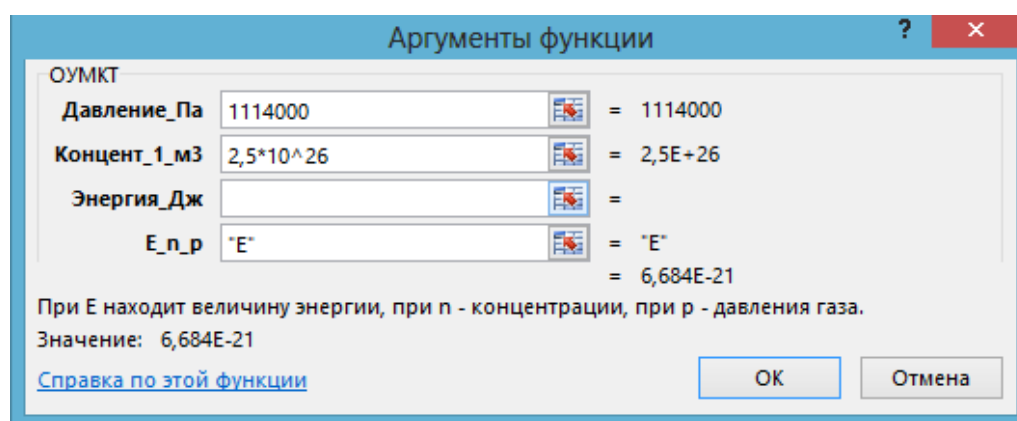 Аргументы функции ? ×
ОУМКТ
Давление_Па 1114000 = 1114000
Концент_1_м3 2,5*10^26 = 2,5E+26
Энергия_Дж =
E_n_p "E" = "E"
= 6,684E-21
При E находит величину энергии, при n - концентрации, при p - давления газа.
Значение: 6,684E-21
Справка по этой функции ОК Отмена